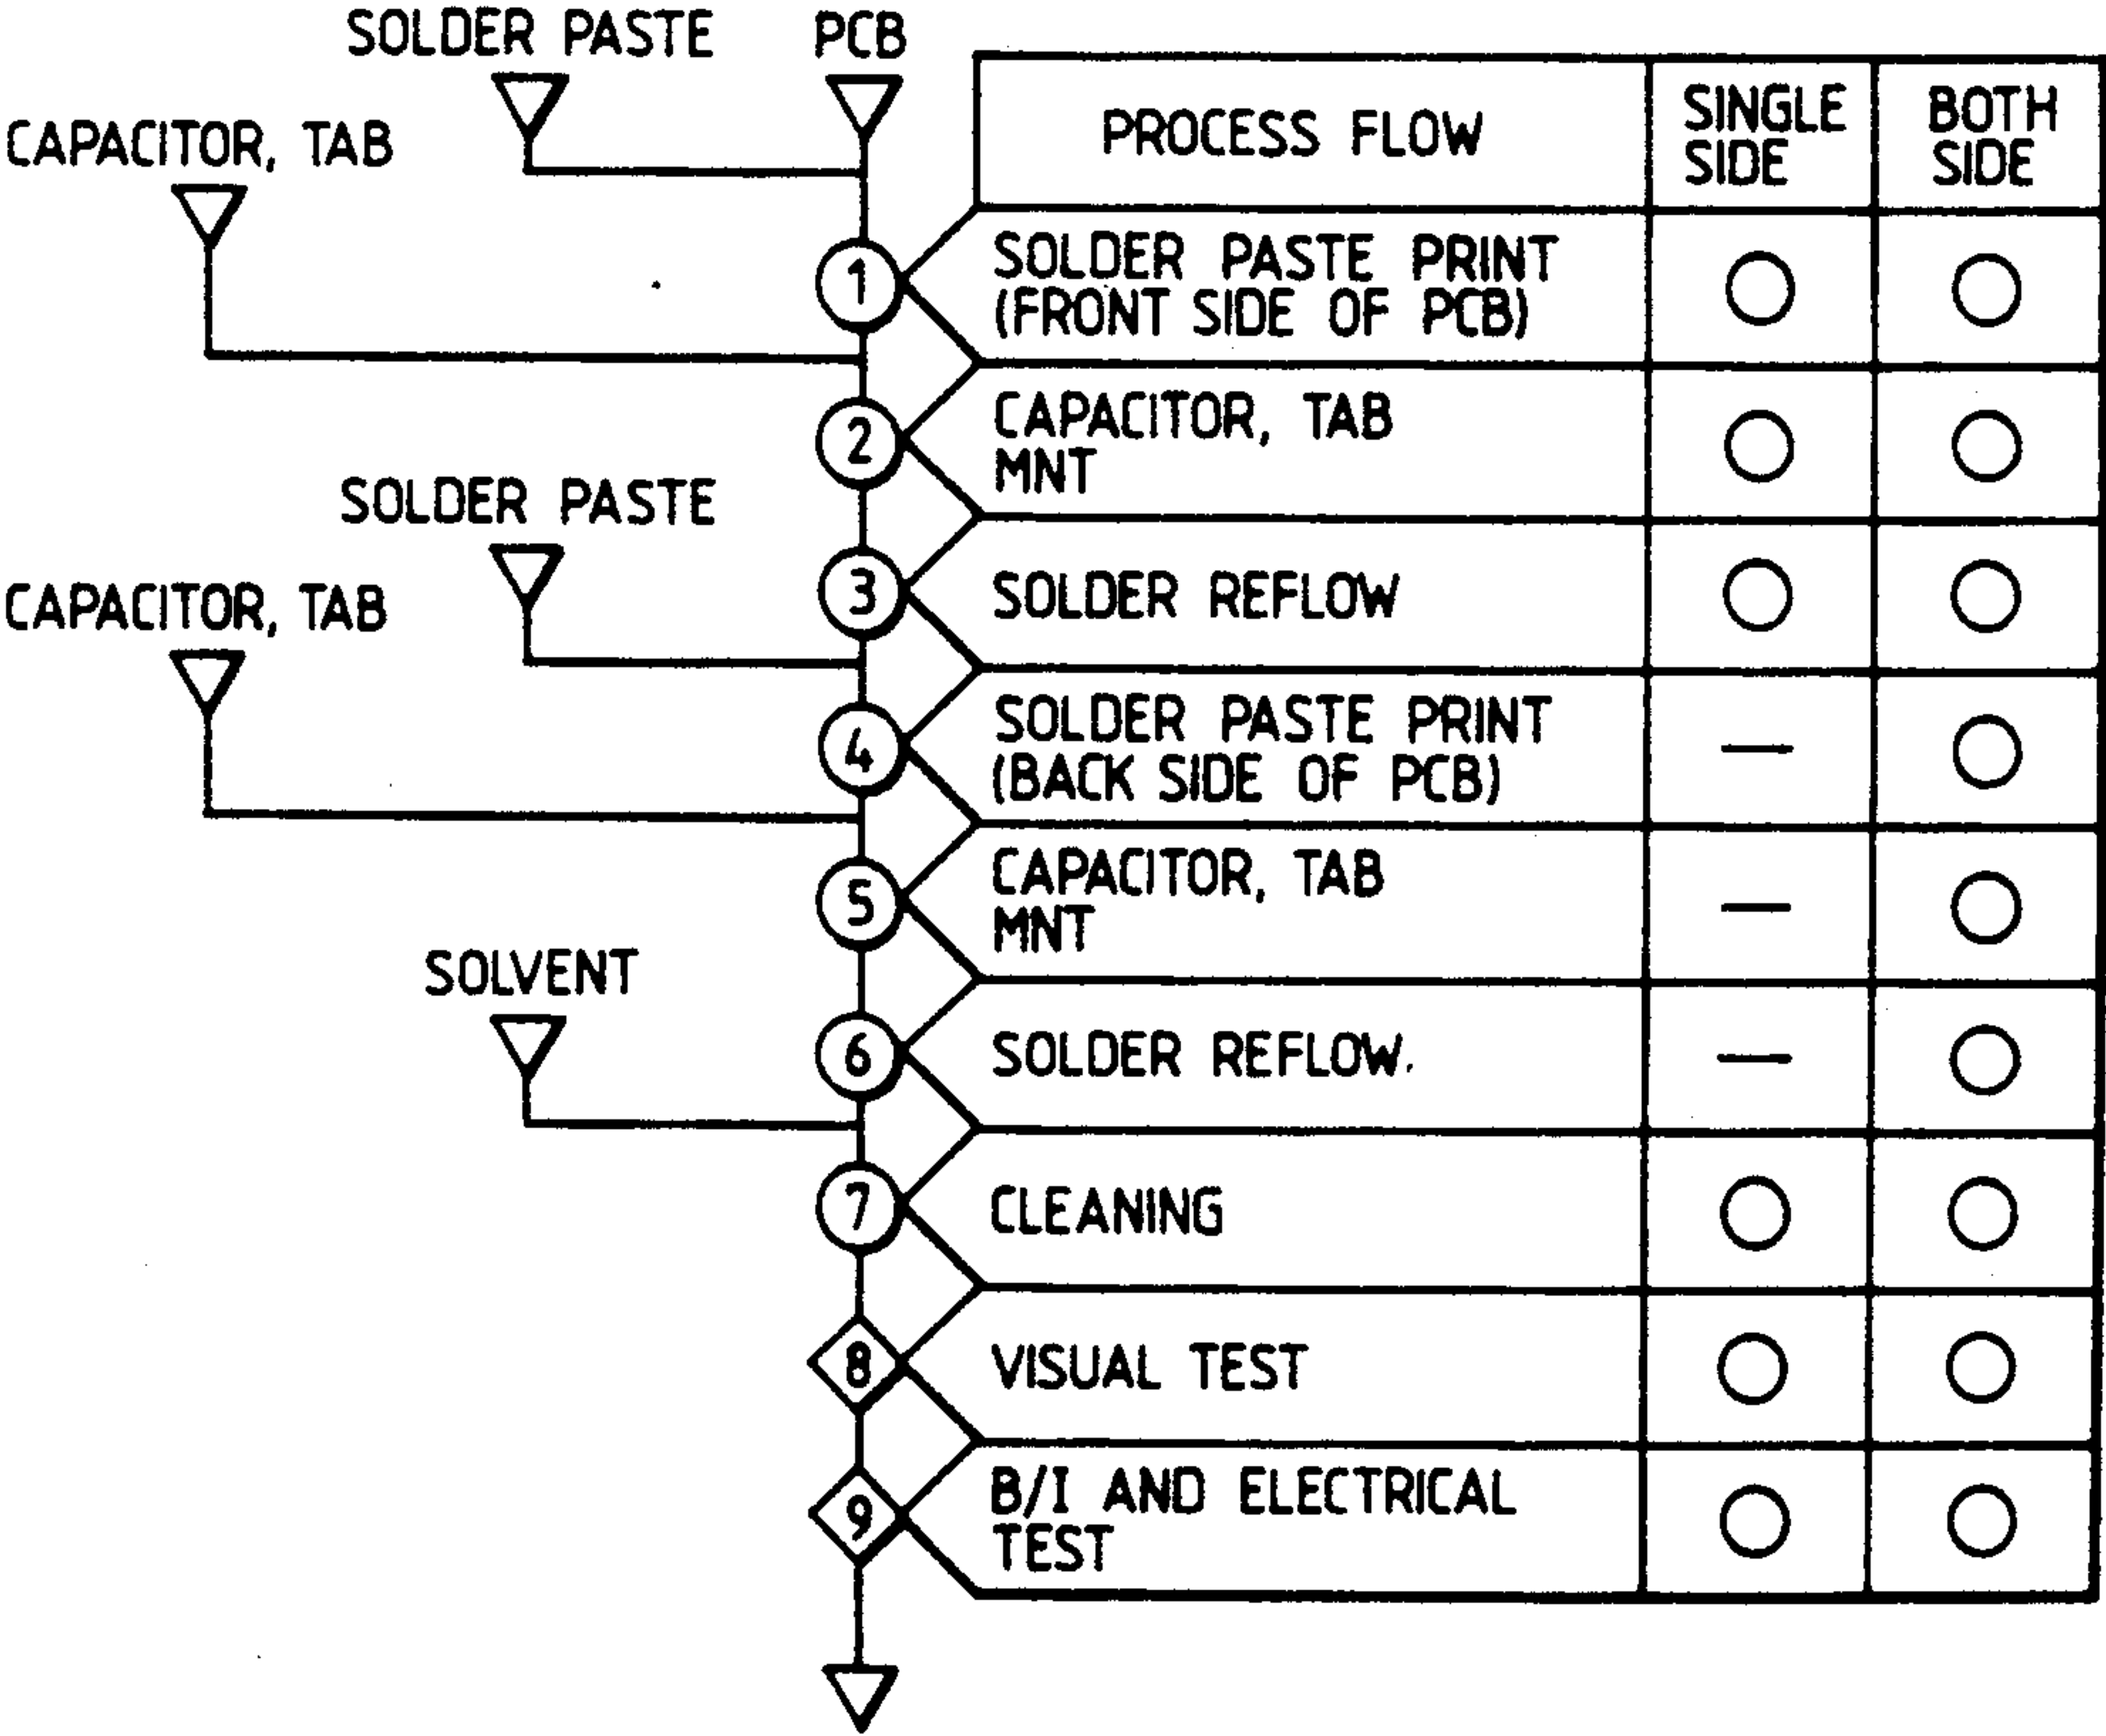 SOLDER PASTE
PCB
CAPACITOR, TAB
SOLDER PASTE
CAPACITOR, TAB
SOLVENT
PROCESS FLOW
SINGLE
SIDE
BOTH
SIDE
1
SOLDER PASTE PRINT
(FRONT SIDE OF PCB)
2
CAPACITOR, TAB
MNT
3
SOLDER REFLOW
4
SOLDER PASTE PRINT
(BACK SIDE OF PCB)
5
CAPACITOR, TAB
MNT
6
SOLDER REFLOW.
7
CLEANING
8
VISUAL TEST
9
B/I AND ELECTRICAL
TEST